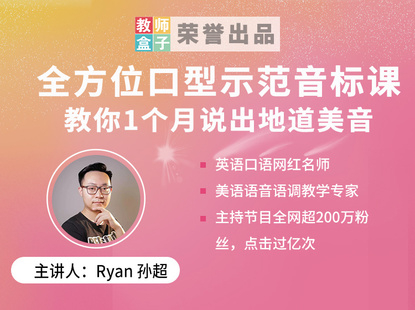 教师盒子 荣誉出品
全方位口型示范音标课
教你1个月说出地道美音
英语口语网红名师
美语语音语调教学专家
主持节目全网超200万粉
丝，点击过亿次
主讲人：Ryan 孙超